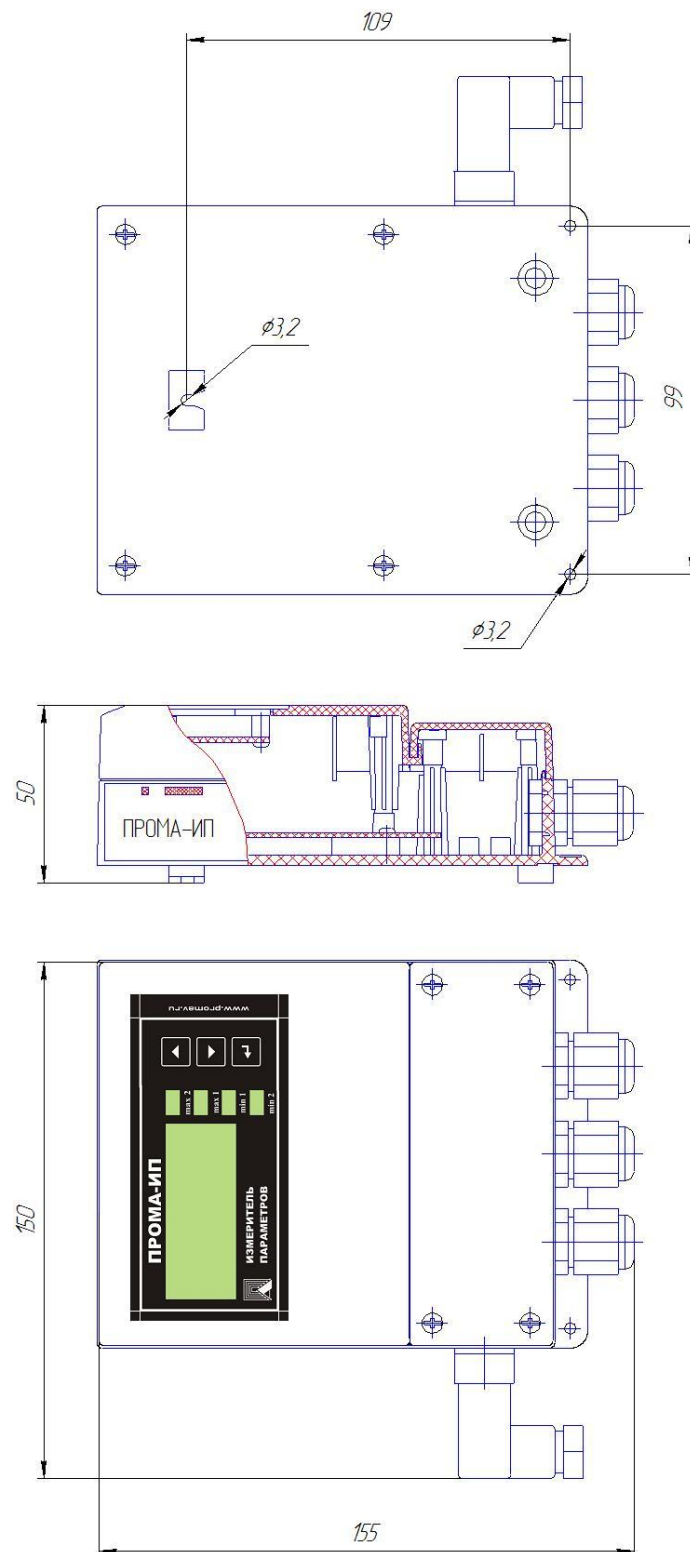 109
⌀3,2
99
⌀3,2
50
ПРОМА-ИП
150
www.promav.ru
max 2
max 1
min 1
min 2
ПРОМА-ИП
ИЗМЕРИТЕЛЬ
ПАРАМЕТРОВ
155